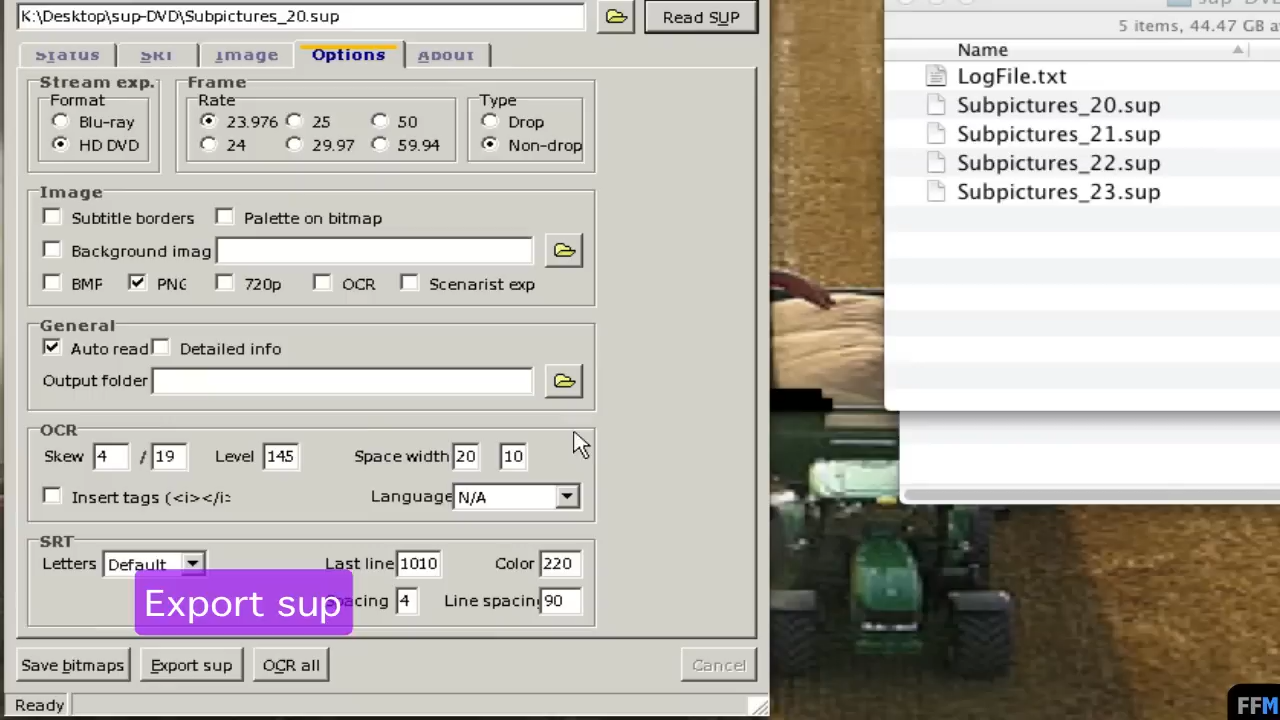 K:\Desktop\sup-DVD\Subpictures_20.sup
Read SUP
Status SRT Image Options About
Stream exp.
Format
Blu-ray
HD DVD
Frame
Rate
23.976 25 50
24 29.97 59.94
Type
Drop
Non-drop
Image
Subtitle borders Palette on bitmap
Background imag
BMP PNG 720p OCR Scenarist exp
General
Auto read Detailed info
Output folder
OCR
Skew 4 / 19 Level 145 Space width 20 10
Insert tags (<i></i>
Language N/A
SRT
Letters Default Last line 1010 Color 220
Spacing 4 Line spacing 90
Export sup
Save bitmaps Export sup OCR all Cancel
Ready
5 items, 44.47 GB
Name
LogFile.txt
Subpictures_20.sup
Subpictures_21.sup
Subpictures_22.sup
Subpictures_23.sup
FFM